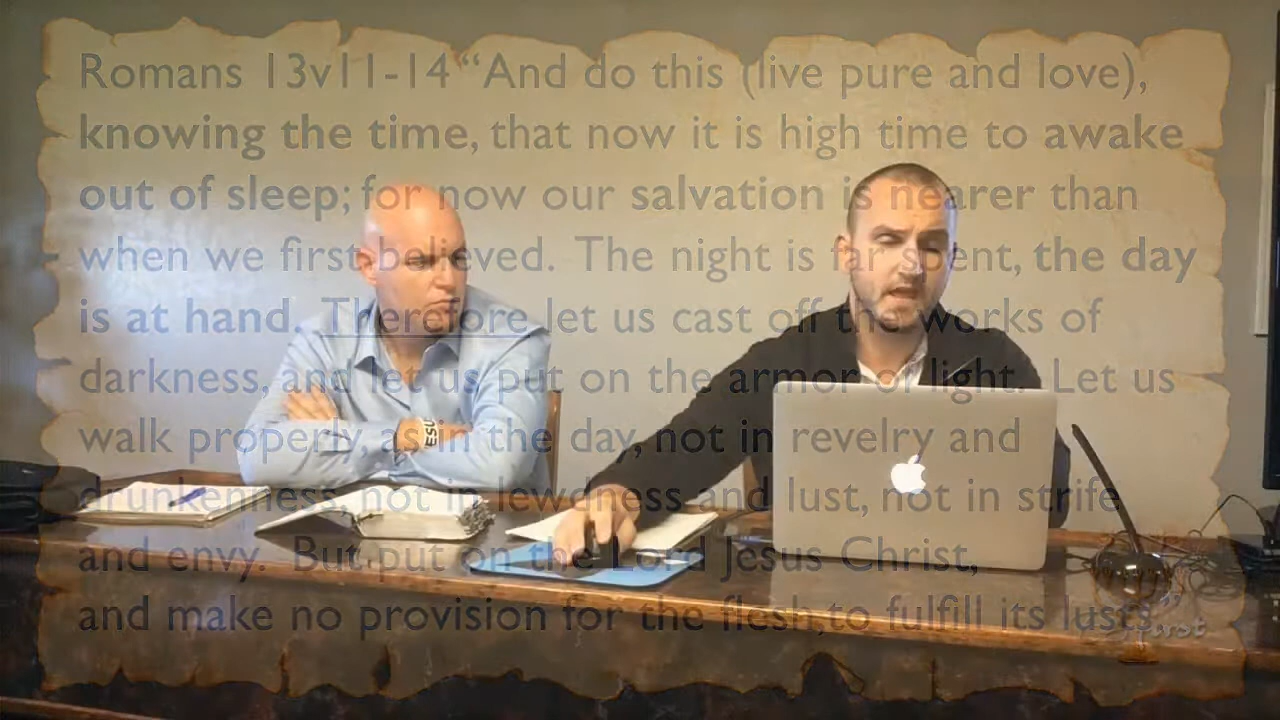 Romans 13v11-14 “And do this (live pure and love),
knowing the time, that now it is high time to awake
out of sleep; for now our salvation is nearer than
when we first believed. The night is far spent, the day
is at hand. Therefore let us cast off the works of
darkness, and let us put on the armor of light. Let us
walk properly as in the day, not in revelry and
drunkenness, not in lewdness and lust, not in strife
and envy. But put on the Lord Jesus Christ,
and make no provision for the flesh,to fulfill its lusts.”
JESUS